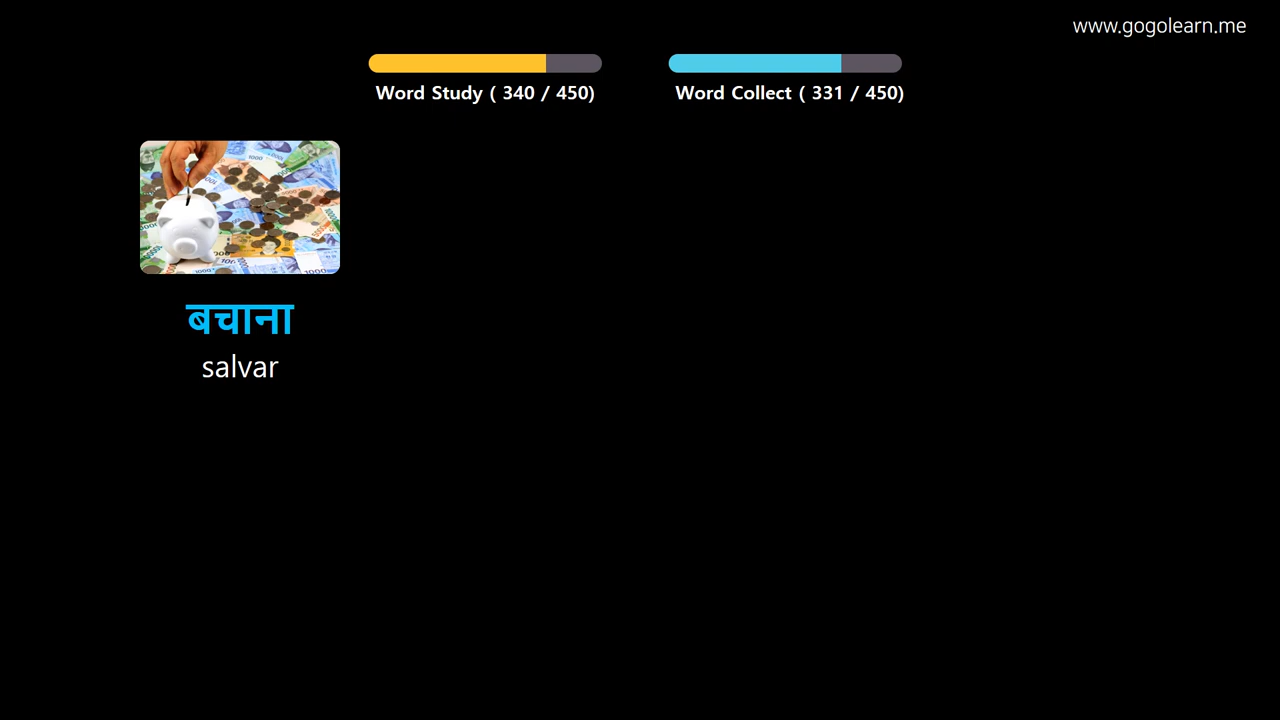 www.gogolearn.me
Word Study ( 340 / 450)
Word Collect ( 331 / 450)
बचाना
salvar